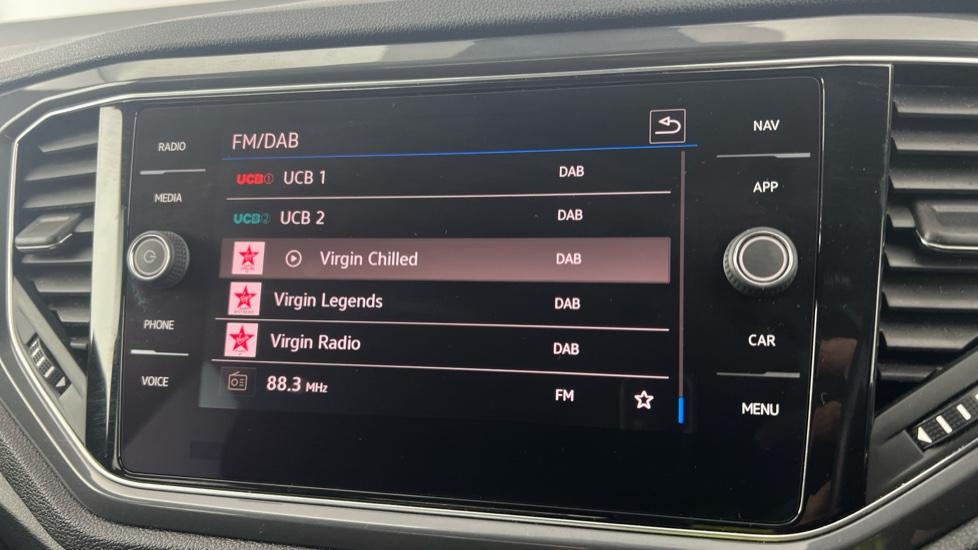 RADIO
MEDIA
PHONE
VOICE
FM/DAB
UCB① UCB 1 DAB
UCB② UCB 2 DAB
Virgin Chilled DAB
Virgin Legends DAB
Virgin Radio DAB
88.3 MHz FM
NAV
APP
CAR
MENU